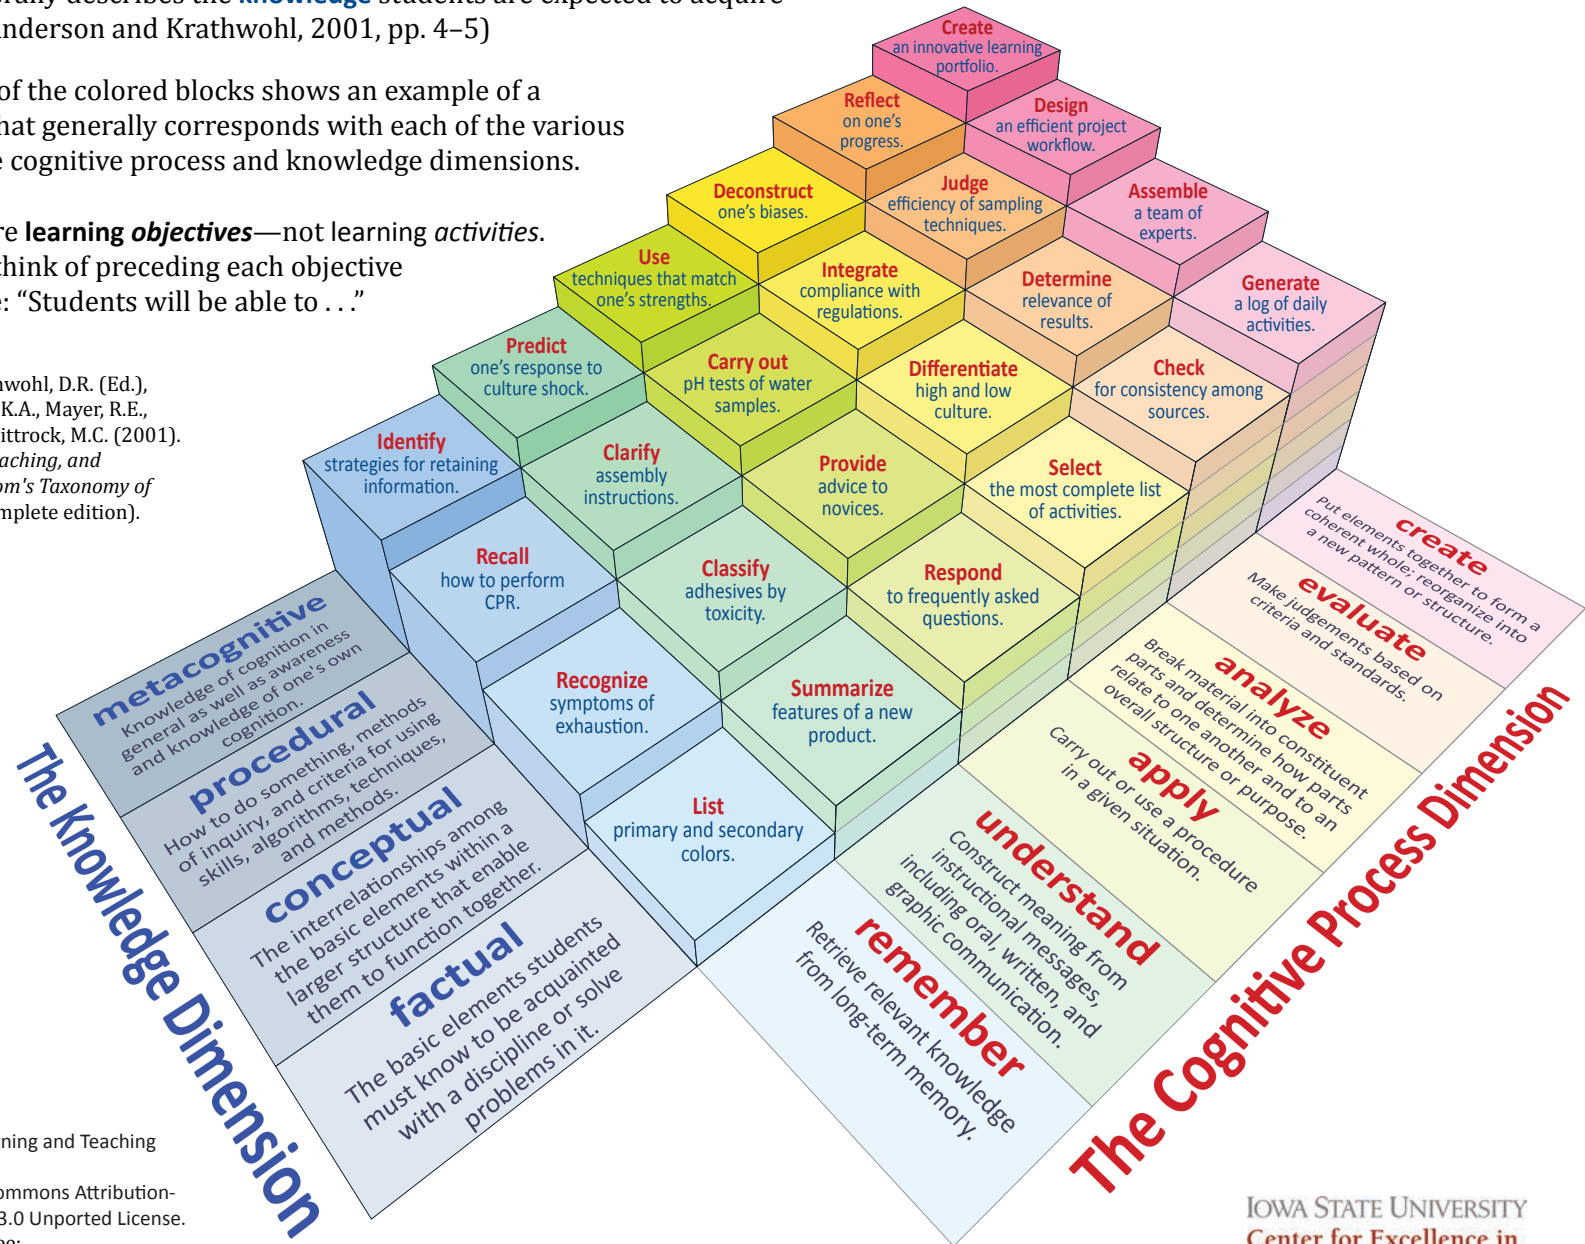 knowledge students are expected to acquire
nderson and Krathwohl, 2001, pp. 4–5)
of the colored blocks shows an example of a
hat generally corresponds with each of the various
cognitive process and knowledge dimensions.
re learning objectives—not learning activities.
think of preceding each objective
: “Students will be able to . . .”
wohl, D.R. (Ed.),
K.A., Mayer, R.E.,
ittrock, M.C. (2001).
aching, and
om's Taxonomy of
mplete edition).
Create
an innovative learning
portfolio.
Reflect
on one's
progress.
Design
an efficient project
workflow.
Deconstruct
one's biases.
Judge
efficiency of sampling
techniques.
Assemble
a team of
experts.
Use
techniques that match
one's strengths.
Integrate
compliance with
regulations.
Determine
relevance of
results.
Generate
a log of daily
activities.
Predict
one's response to
culture shock.
Carry out
pH tests of water
samples.
Differentiate
high and low
culture.
Check
for consistency among
sources.
Identify
strategies for retaining
information.
Clarify
assembly
instructions.
Provide
advice to
novices.
Select
the most complete list
of activities.
Recall
how to perform
CPR.
Classify
adhesives by
toxicity.
Respond
to frequently asked
questions.
Recognize
symptoms of
exhaustion.
Summarize
features of a new
product.
List
primary and secondary
colors.
The Knowledge Dimension
metacognitive
Knowledge of cognition in
general as well as awareness
and knowledge of one's own
cognition.
procedural
How to do something, methods
of inquiry, and criteria for using
skills, algorithms, techniques,
and methods.
conceptual
The interrelationships among
the basic elements within a
larger structure that enable
them to function together.
factual
The basic elements students
must know to be acquainted
with a discipline or solve
problems in it.
The Cognitive Process Dimension
remember
Retrieve relevant knowledge
from long-term memory.
understand
Construct meaning from
instructional messages,
including oral, written, and
graphic communication.
apply
Carry out or use a procedure
in a given situation.
analyze
Break material into constituent
parts and determine how parts
relate to one another and to an
overall structure or purpose.
evaluate
Make judgements based on
criteria and standards.
create
Put elements together to form a
coherent whole; reorganize into
a new pattern or structure.
rning and Teaching
ommons Attribution-
3.0 Unported License.
IOWA STATE UNIVERSITY
Center for Excellence in